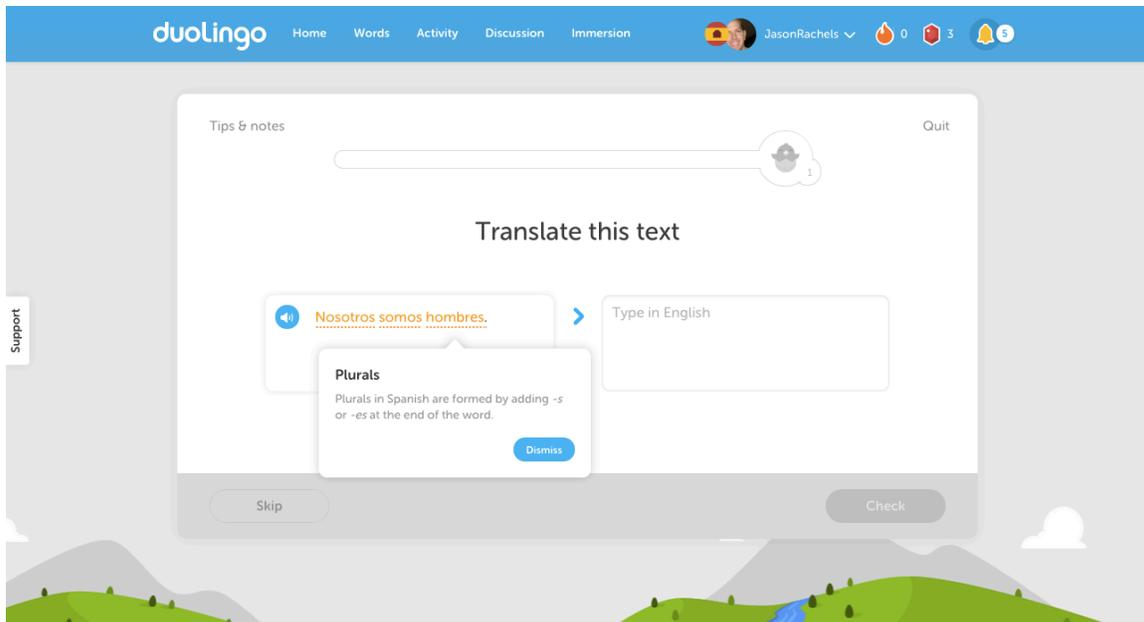 duolingo Home Words Activity Discussion Immersion JasonRachels 0 3 5
Tips & notes Quit
1
Translate this text
Support
Nosotros somos hombres.
Type in English
Plurals
Plurals in Spanish are formed by adding -s
or -es at the end of the word.
Dismiss
Skip Check